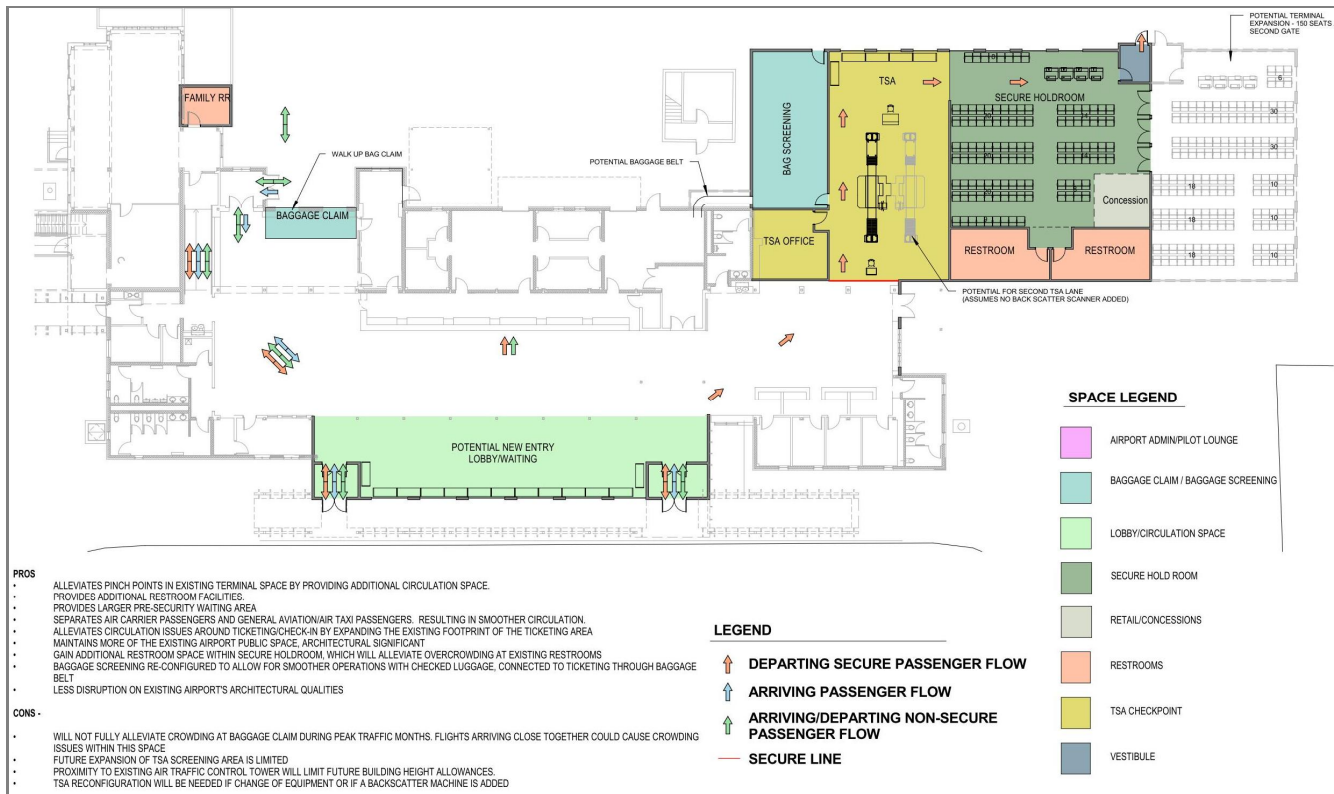 POTENTIAL TERMINAL
EXPANSION - 150 SEATS
SECOND GATE
FAMILY RR
WALK UP BAG CLAIM
BAGGAGE CLAIM
POTENTIAL BAGGAGE BELT
BAG SCREENING
TSA
TSA OFFICE
SECURE HOLDROOM
Concession
RESTROOM
RESTROOM
6
30
30
18
10
18
10
18
10
POTENTIAL FOR SECOND TSA LANE
(ASSUMES NO BACK SCATTER SCANNER ADDED)
POTENTIAL NEW ENTRY
LOBBY/WAITING
SPACE LEGEND
AIRPORT ADMIN/PILOT LOUNGE
BAGGAGE CLAIM / BAGGAGE SCREENING
LOBBY/CIRCULATION SPACE
SECURE HOLD ROOM
RETAIL/CONCESSIONS
RESTROOMS
TSA CHECKPOINT
VESTIBULE
LEGEND
DEPARTING SECURE PASSENGER FLOW
ARRIVING PASSENGER FLOW
ARRIVING/DEPARTING NON-SECURE
PASSENGER FLOW
SECURE LINE
PROS
• ALLEVIATES PINCH POINTS IN EXISTING TERMINAL SPACE BY PROVIDING ADDITIONAL CIRCULATION SPACE.
• PROVIDES ADDITIONAL RESTROOM FACILITIES.
• PROVIDES LARGER PRE-SECURITY WAITING AREA
• SEPARATES AIR CARRIER PASSENGERS AND GENERAL AVIATION/AIR TAXI PASSENGERS. RESULTING IN SMOOTHER CIRCULATION.
• ALLEVIATES CIRCULATION ISSUES AROUND TICKETING/CHECK-IN BY EXPANDING THE EXISTING FOOTPRINT OF THE TICKETING AREA
• MAINTAINS MORE OF THE EXISTING AIRPORT PUBLIC SPACE, ARCHITECTURAL SIGNIFICANT
• GAIN ADDITIONAL RESTROOM SPACE WITHIN SECURE HOLDROOM, WHICH WILL ALLEVIATE OVERCROWDING AT EXISTING RESTROOMS
• BAGGAGE SCREENING RE-CONFIGURED TO ALLOW FOR SMOOTHER OPERATIONS WITH CHECKED LUGGAGE, CONNECTED TO TICKETING THROUGH BAGGAGE
BELT
• LESS DISRUPTION ON EXISTING AIRPORT'S ARCHITECTURAL QUALITIES
CONS -
• WILL NOT FULLY ALLEVIATE CROWDING AT BAGGAGE CLAIM DURING PEAK TRAFFIC MONTHS. FLIGHTS ARRIVING CLOSE TOGETHER COULD CAUSE CROWDING
ISSUES WITHIN THIS SPACE
• FUTURE EXPANSION OF TSA SCREENING AREA IS LIMITED
• PROXIMITY TO EXISTING AIR TRAFFIC CONTROL TOWER WILL LIMIT FUTURE BUILDING HEIGHT ALLOWANCES.
• TSA RECONFIGURATION WILL BE NEEDED IF CHANGE OF EQUIPMENT OR IF A BACKSCATTER MACHINE IS ADDED